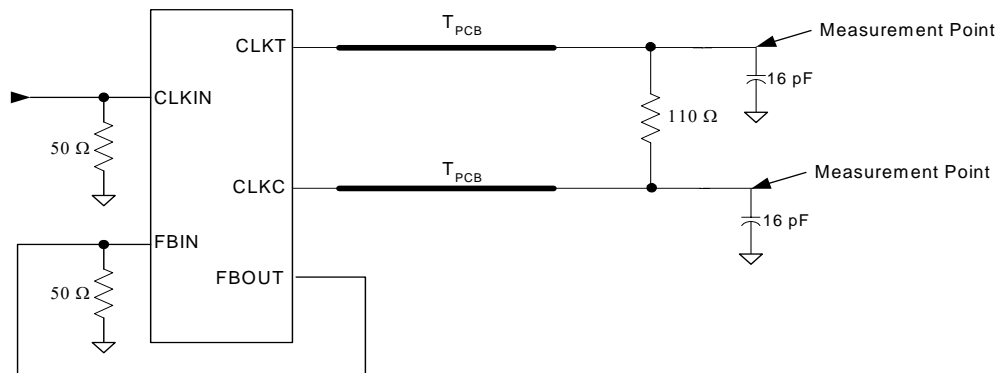 T_PCB
Measurement Point
CLKT
16 pF
CLKIN
110 Ω
50 Ω
T_PCB
Measurement Point
CLKC
16 pF
FBIN
FBOUT
50 Ω